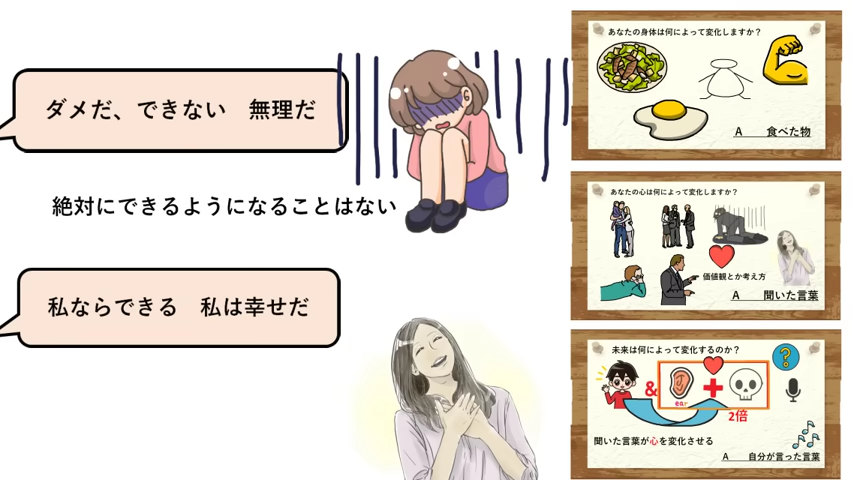 ダメだ、できない　無理だ
絶対にできるようになることはない
私ならできる　私は幸せだ
あなたの身体は何によって変化しますか？
A　　食べた物
あなたの心は何によって変化しますか？
価値観とか考え方
A　　聞いた言葉
未来は何によって変化するのか？
&
ear
2倍
?
聞いた言葉が心を変化させる
A　　自分が言った言葉